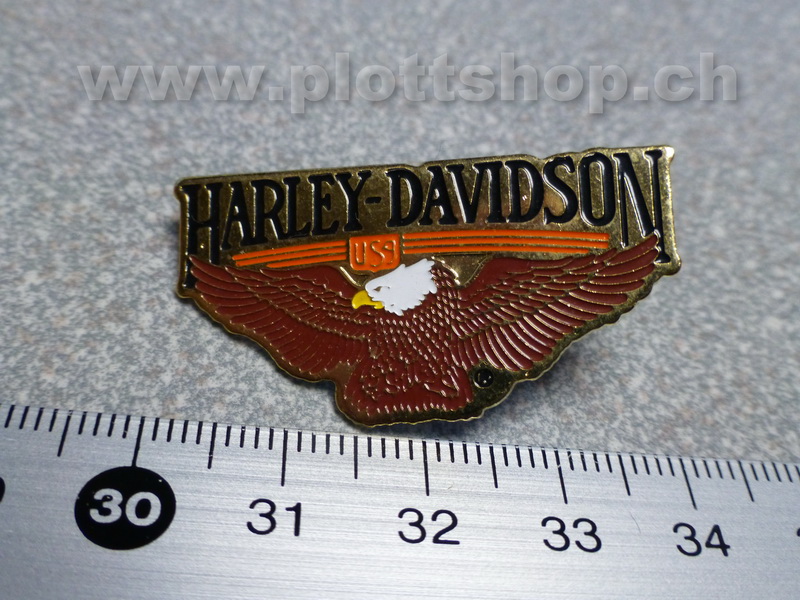 www.plottshop.ch
HARLEY-DAVIDSON
USA
30 31 32 33 34